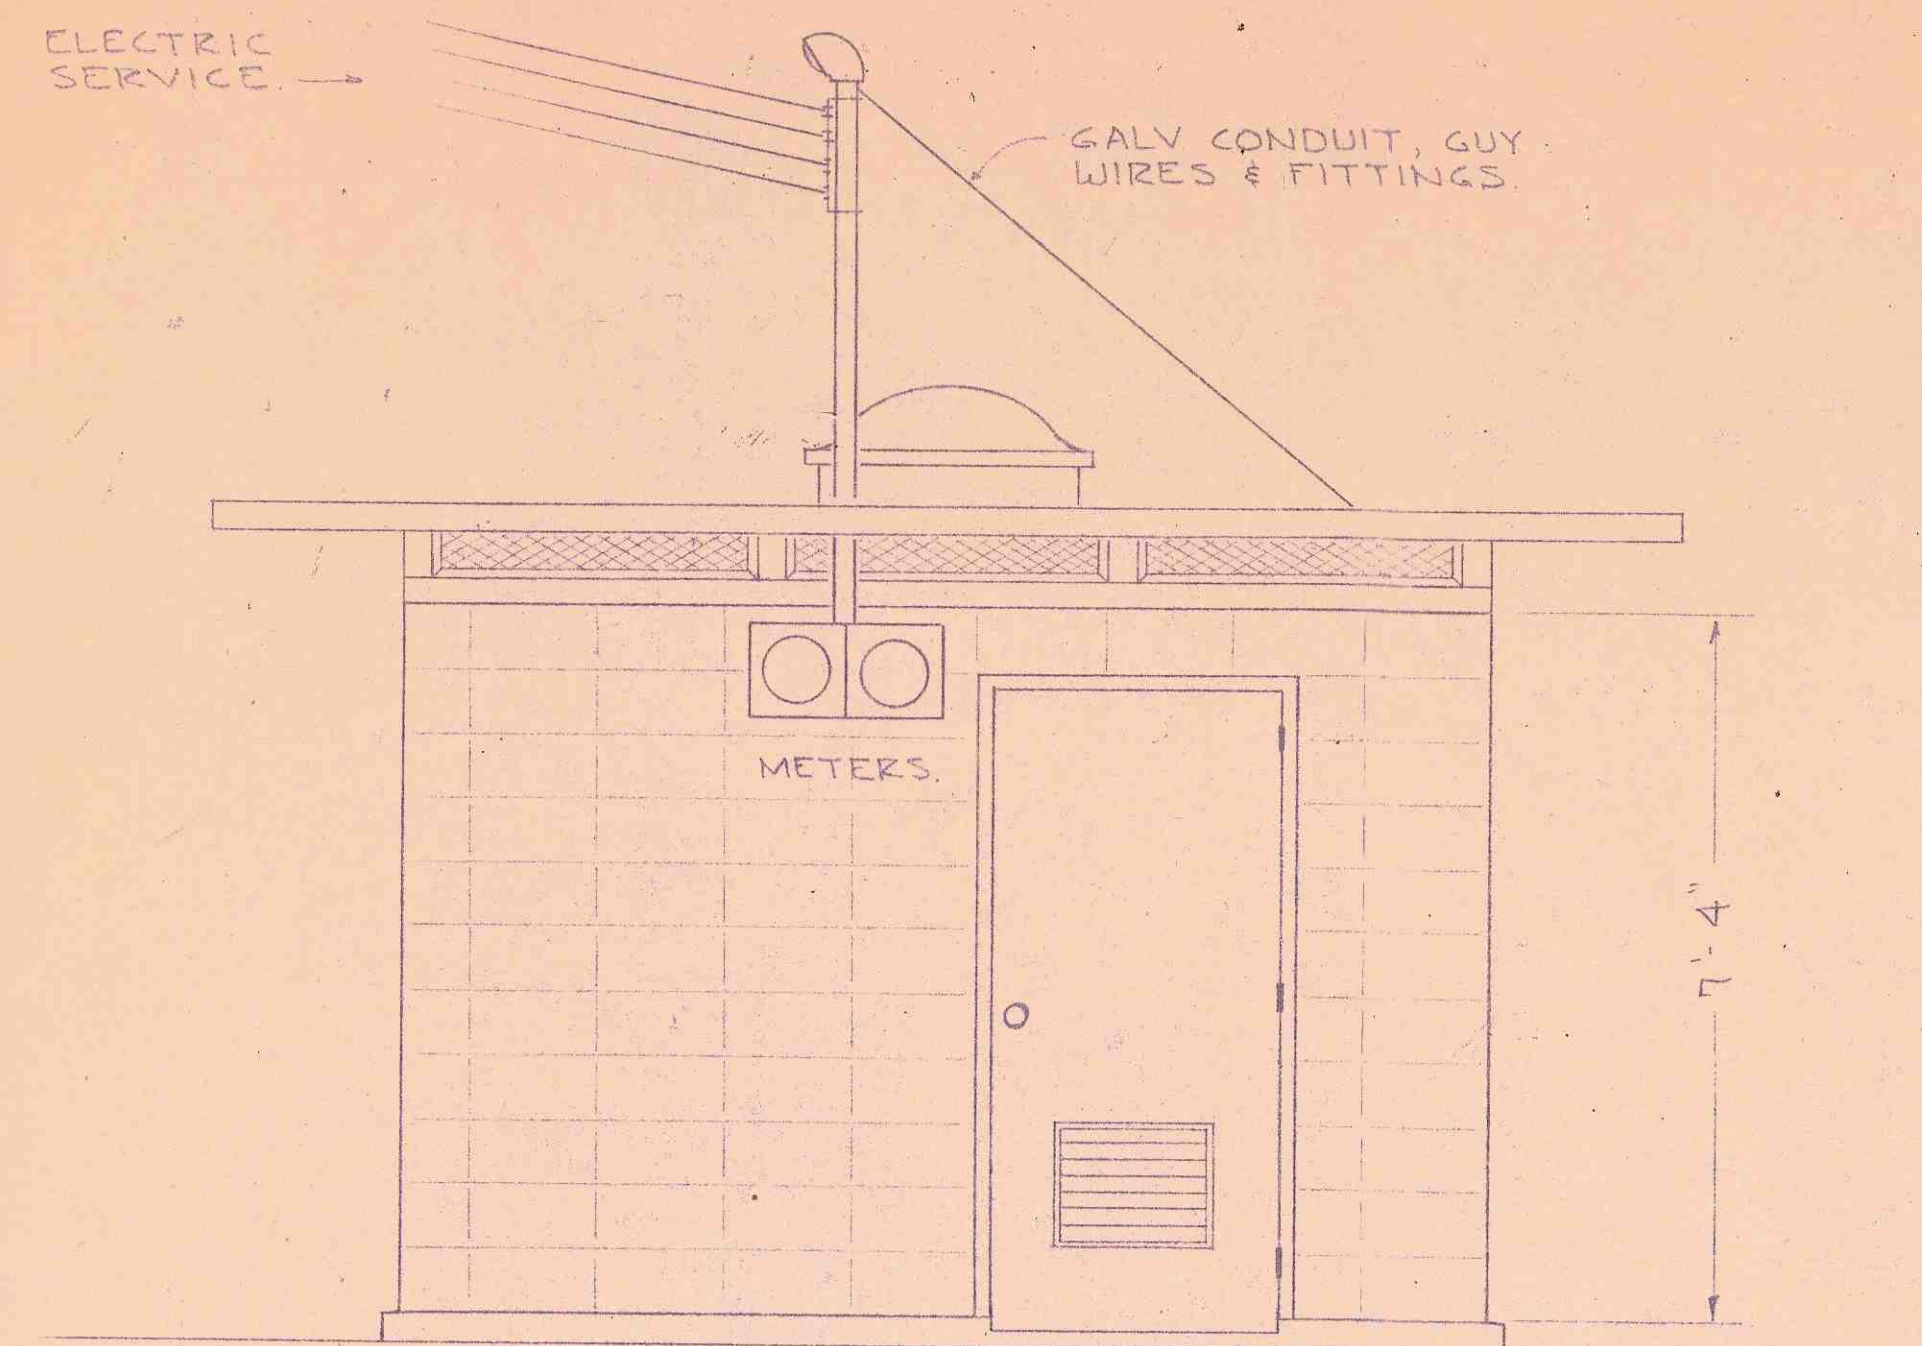 ELECTRIC
SERVICE.
GALV CONDUIT, GUY
WIRES & FITTINGS.
METERS.
7'-4"